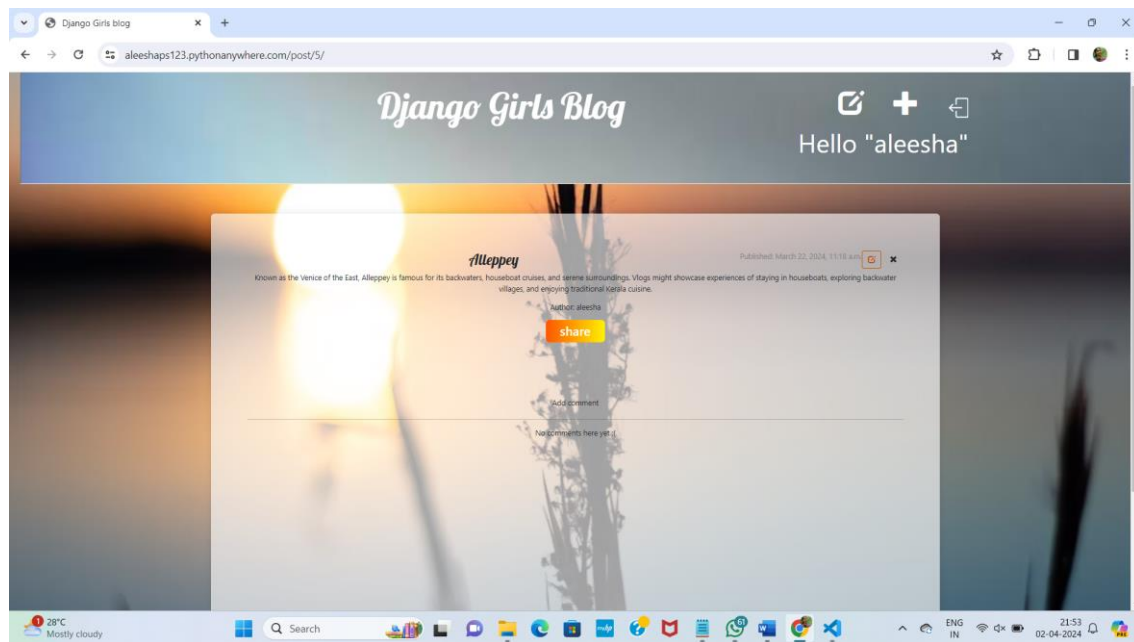 Django Girls blog
aleeshaps123.pythonanywhere.com/post/5/
Django Girls Blog
Hello "aleesha"
Alleppey
Published: March 22, 2024, 11:18 a.m.
Known as the Venice of the East, Alleppey is famous for its backwaters, houseboat cruises, and serene surroundings. Vlogs might showcase experiences of staying in houseboats, exploring backwater
villages, and enjoying traditional Kerala cuisine.
Author: aleesha
share
Add comment
No comments here yet :(
1
28°C
Mostly cloudy
Search
61
ENG
IN
21:53
02-04-2024